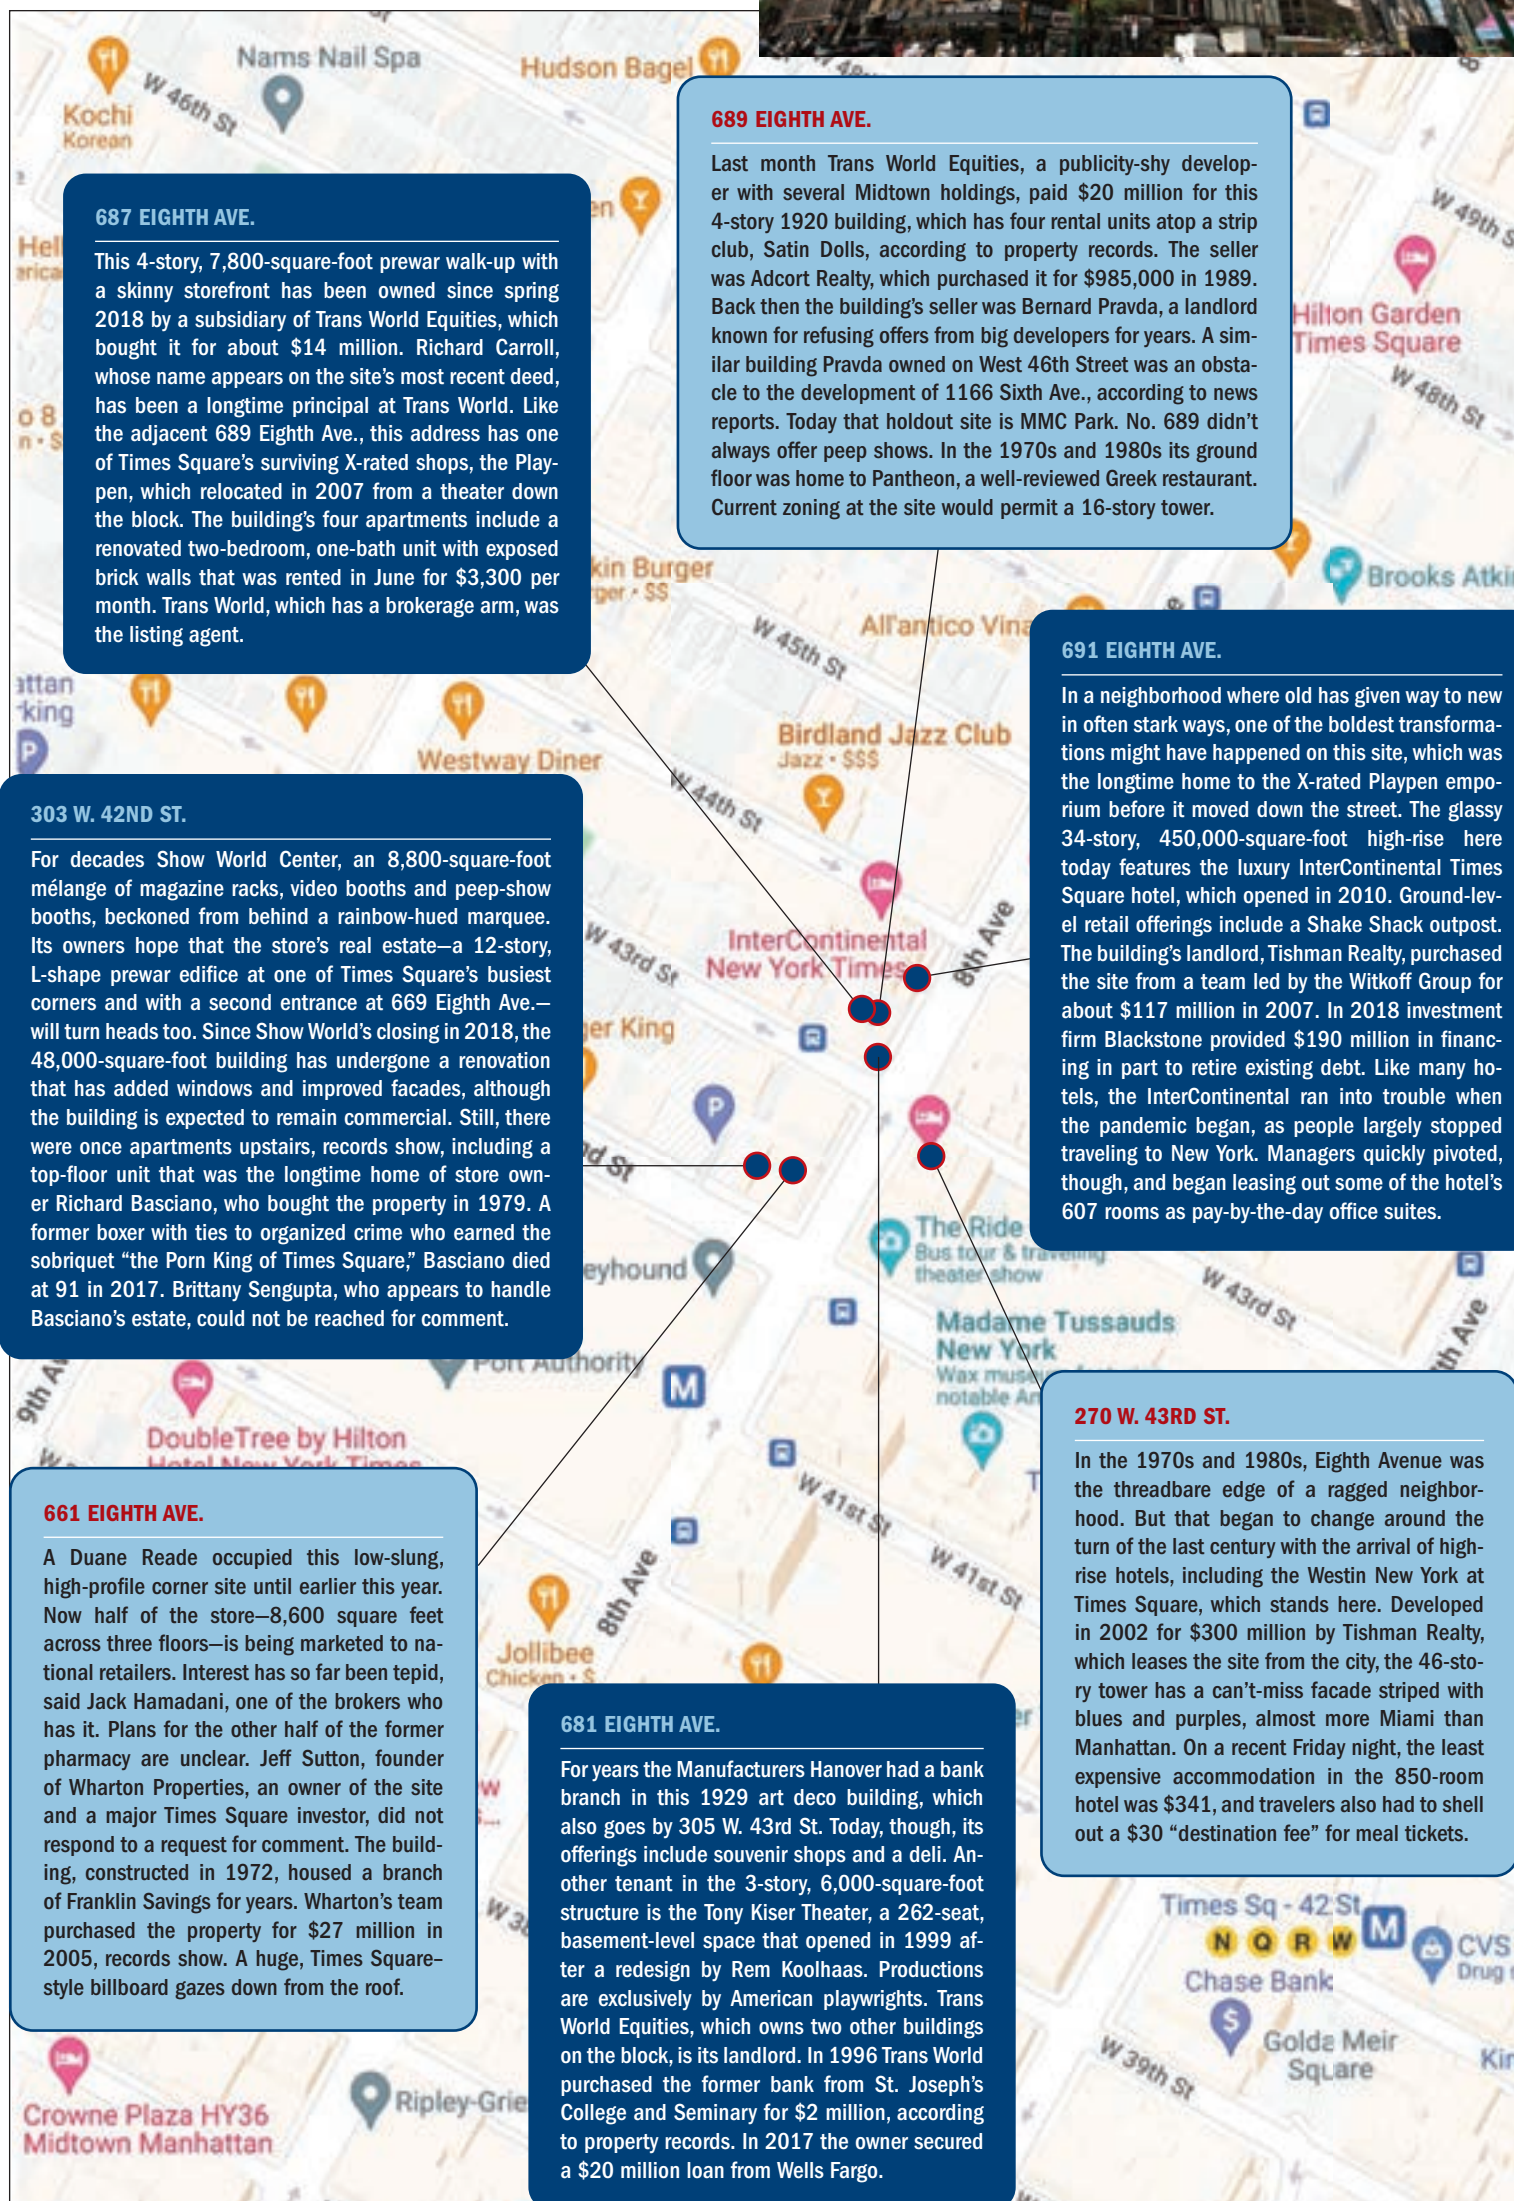 Nams Nail Spa
Hudson Bagel
Kochi
Korean
W 46th St
689 EIGHTH AVE.
Last month Trans World Equities, a publicity-shy develop-
er with several Midtown holdings, paid $20 million for this
4-story 1920 building, which has four rental units atop a strip
club, Satin Dolls, according to property records. The seller
was Adcort Realty, which purchased it for $985,000 in 1989.
Back then the building's seller was Bernard Pravda, a landlord
known for refusing offers from big developers for years. A sim-
ilar building Pravda owned on West 46th Street was an obsta-
cle to the development of 1166 Sixth Ave., according to news
reports. Today that holdout site is MMC Park. No. 689 didn't
always offer peep shows. In the 1970s and 1980s its ground
floor was home to Pantheon, a well-reviewed Greek restaurant.
Current zoning at the site would permit a 16-story tower.
W 49th S
Hilton Garden
Times Square
W 48th St
687 EIGHTH AVE.
This 4-story, 7,800-square-foot prewar walk-up with
a skinny storefront has been owned since spring
2018 by a subsidiary of Trans World Equities, which
bought it for about $14 million. Richard Carroll,
whose name appears on the site's most recent deed,
has been a longtime principal at Trans World. Like
the adjacent 689 Eighth Ave., this address has one
of Times Square's surviving X-rated shops, the Play-
pen, which relocated in 2007 from a theater down
the block. The building's four apartments include a
renovated two-bedroom, one-bath unit with exposed
brick walls that was rented in June for $3,300 per
month. Trans World, which has a brokerage arm, was
the listing agent.
kin Burger
ger • $$
Brooks Atki
W 45th St
All'antico Vina
691 EIGHTH AVE.
In a neighborhood where old has given way to new
in often stark ways, one of the boldest transforma-
tions might have happened on this site, which was
the longtime home to the X-rated Playpen empo-
rium before it moved down the street. The glassy
34-story, 450,000-square-foot high-rise here
today features the luxury InterContinental Times
Square hotel, which opened in 2010. Ground-lev-
el retail offerings include a Shake Shack outpost.
The building's landlord, Tishman Realty, purchased
the site from a team led by the Witkoff Group for
about $117 million in 2007. In 2018 investment
firm Blackstone provided $190 million in financ-
ing in part to retire existing debt. Like many ho-
tels, the InterContinental ran into trouble when
the pandemic began, as people largely stopped
traveling to New York. Managers quickly pivoted,
though, and began leasing out some of the hotel's
607 rooms as pay-by-the-day office suites.
attan
king
P
Westway Diner
Birdland Jazz Club
Jazz • $$$
W 44th St
303 W. 42ND ST.
For decades Show World Center, an 8,800-square-foot
mélange of magazine racks, video booths and peep-show
booths, beckoned from behind a rainbow-hued marquee.
Its owners hope that the store's real estate—a 12-story,
L-shape prewar edifice at one of Times Square's busiest
corners and with a second entrance at 669 Eighth Ave.—
will turn heads too. Since Show World's closing in 2018, the
48,000-square-foot building has undergone a renovation
that has added windows and improved facades, although
the building is expected to remain commercial. Still, there
were once apartments upstairs, records show, including a
top-floor unit that was the longtime home of store own-
er Richard Basciano, who bought the property in 1979. A
former boxer with ties to organized crime who earned the
sobriquet “the Porn King of Times Square,” Basciano died
at 91 in 2017. Brittany Sengupta, who appears to handle
Basciano's estate, could not be reached for comment.
W 43rd St
InterContinental
New York Times
8th Ave
ger King
P
nd St
The Ride
Bus tour & traveling
theater show
eyhound
Madame Tussauds
New York
Wax museu
notable Am
W 43rd St
th Ave
Port Authority
M
9th Av
DoubleTree by Hilton
Hotel New York Times
W 41st St
W 41st St
8th Ave
Jollibee
Chicken • $
661 EIGHTH AVE.
A Duane Reade occupied this low-slung,
high-profile corner site until earlier this year.
Now half of the store—8,600 square feet
across three floors—is being marketed to na-
tional retailers. Interest has so far been tepid,
said Jack Hamadani, one of the brokers who
has it. Plans for the other half of the former
pharmacy are unclear. Jeff Sutton, founder
of Wharton Properties, an owner of the site
and a major Times Square investor, did not
respond to a request for comment. The build-
ing, constructed in 1972, housed a branch
of Franklin Savings for years. Wharton's team
purchased the property for $27 million in
2005, records show. A huge, Times Square–
style billboard gazes down from the roof.
270 W. 43RD ST.
In the 1970s and 1980s, Eighth Avenue was
the threadbare edge of a ragged neighbor-
hood. But that began to change around the
turn of the last century with the arrival of high-
rise hotels, including the Westin New York at
Times Square, which stands here. Developed
in 2002 for $300 million by Tishman Realty,
which leases the site from the city, the 46-sto-
ry tower has a can't-miss facade striped with
blues and purples, almost more Miami than
Manhattan. On a recent Friday night, the least
expensive accommodation in the 850-room
hotel was $341, and travelers also had to shell
out a $30 “destination fee” for meal tickets.
681 EIGHTH AVE.
For years the Manufacturers Hanover had a bank
branch in this 1929 art deco building, which
also goes by 305 W. 43rd St. Today, though, its
offerings include souvenir shops and a deli. An-
other tenant in the 3-story, 6,000-square-foot
structure is the Tony Kiser Theater, a 262-seat,
basement-level space that opened in 1999 af-
ter a redesign by Rem Koolhaas. Productions
are exclusively by American playwrights. Trans
World Equities, which owns two other buildings
on the block, is its landlord. In 1996 Trans World
purchased the former bank from St. Joseph's
College and Seminary for $2 million, according
to property records. In 2017 the owner secured
a $20 million loan from Wells Fargo.
Times Sq - 42 St
N Q R W M
CVS
Drug
Chase Bank
$
Golda Meir
Square
Kin
W 39th St
Crowne Plaza HY36
Midtown Manhattan
Ripley-Grie